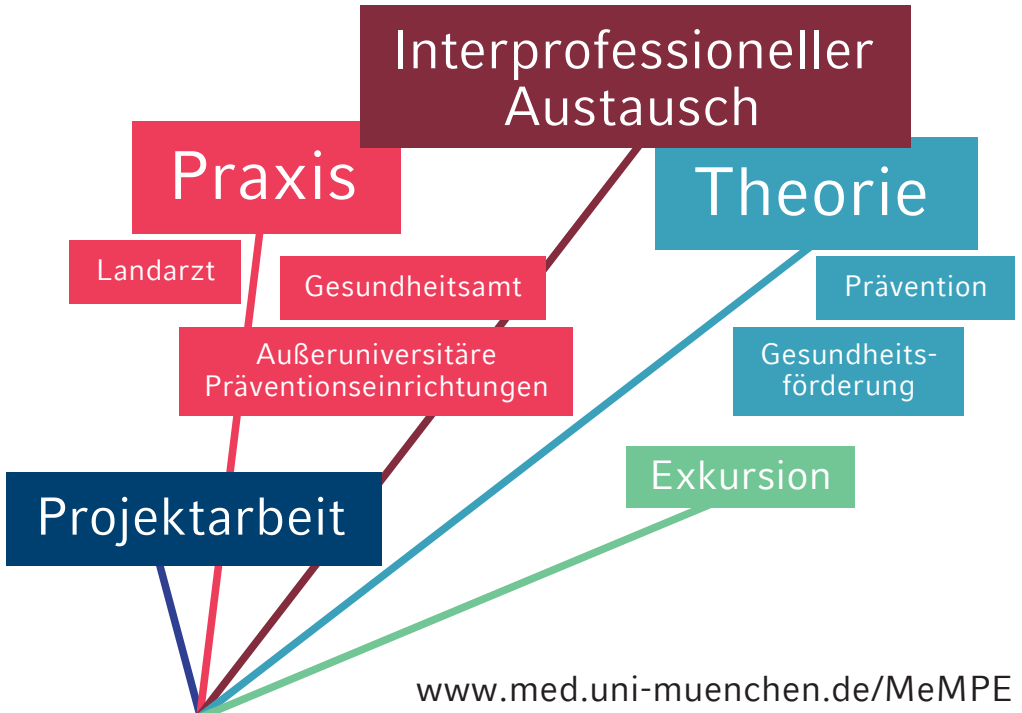 Interprofessioneller
Austausch
Praxis
Theorie
Landarzt
Gesundheitsamt
Prävention
Außeruniversitäre
Präventionseinrichtungen
Gesundheits-
förderung
Exkursion
Projektarbeit
www.med.uni-muenchen.de/MeMPE